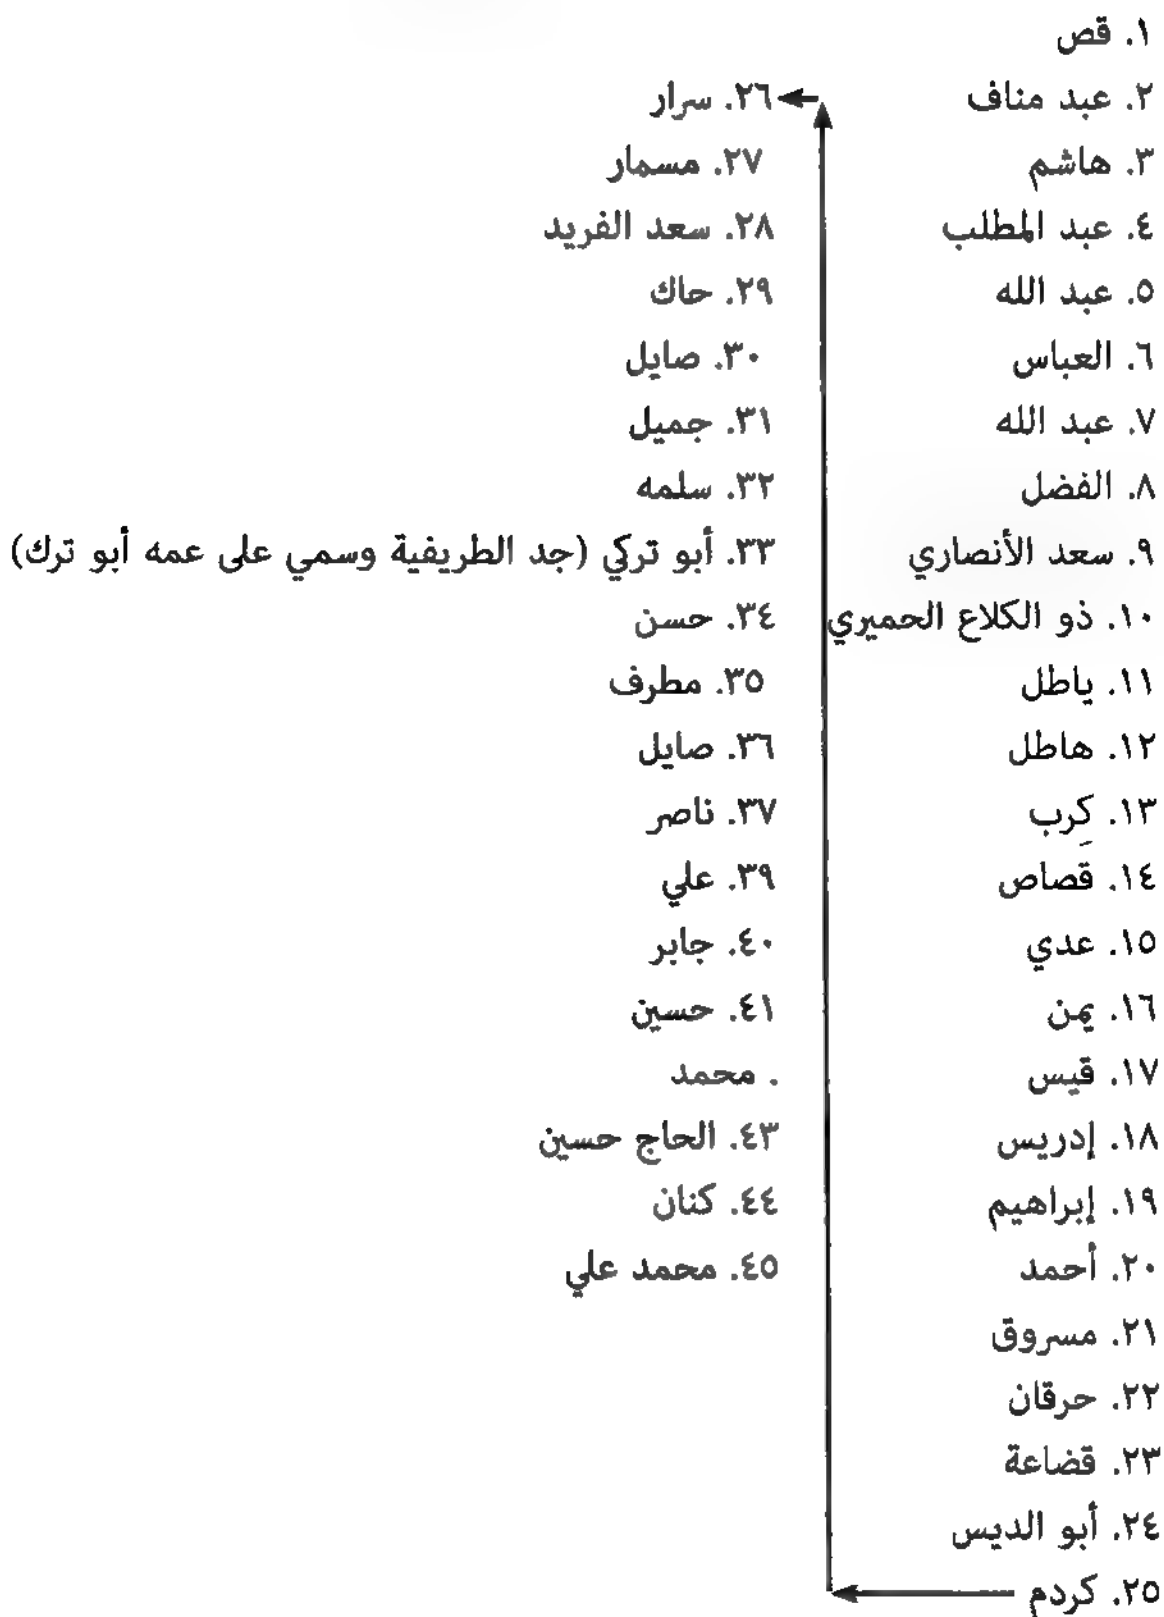 ١. قص
٢. عبد مناف
٣. هاشم
٤. عبد المطلب
٥. عبد الله
٦. العباس
٧. عبد الله
٨. الفضل
٩. سعد الأنصاري
١٠. ذو الكلاع الحميري
١١. ياطل
١٢. هاطل
١٣. كَرِب
١٤. قصاص
١٥. عدي
١٦. يمن
١٧. قيس
١٨. إدريس
١٩. إبراهيم
٢٠. أحمد
٢١. مسروق
٢٢. حرقان
٢٣. قضاعة
٢٤. أبو الديس
٢٥. كردم
٢٦. سرار
٢٧. مسمار
٢٨. سعد الفريد
٢٩. حاك
٣٠. صايل
٣١. جميل
٣٢. سلمه
٣٣. أبو تركي (جد الطريفية وسمي على عمه أبو ترك)
٣٤. حسن
٣٥. مطرف
٣٦. صايل
٣٧. ناصر
٣٩. علي
٤٠. جابر
٤١. حسين
. محمد
٤٣. الحاج حسين
٤٤. كنان
٤٥. محمد علي